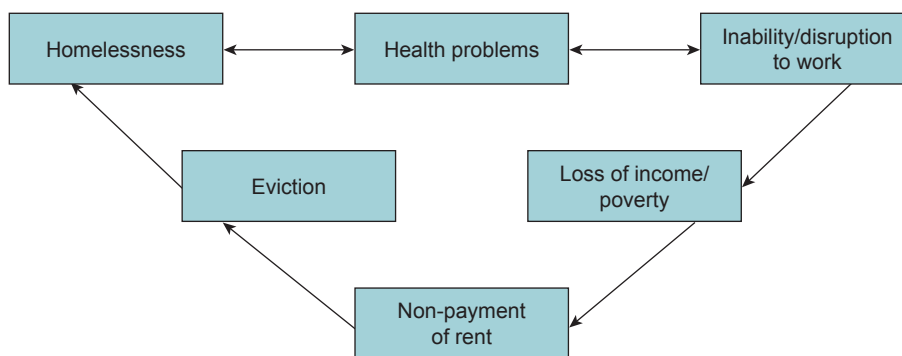 Homelessness
Health problems
Inability/disruption
to work
Eviction
Loss of income/
poverty
Non-payment
of rent